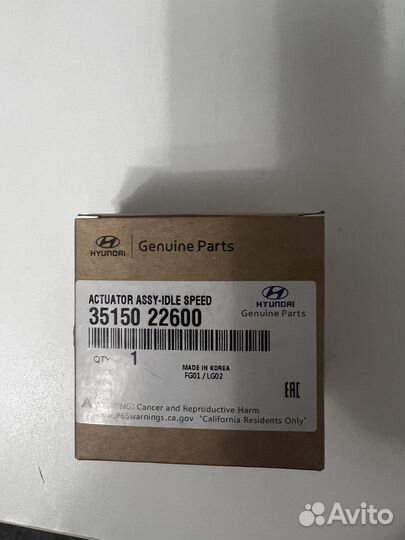 HYUNDAI | Genuine Parts
ACTUATOR ASSY-IDLE SPEED
35150 22600
HYUNDAI
Genuine Parts
QTY 1
MADE IN KOREA
FG01 / LG02
EAC
WARNING: Cancer and Reproductive Harm
www.P65warnings.ca.gov "California Residents Only"
Avito